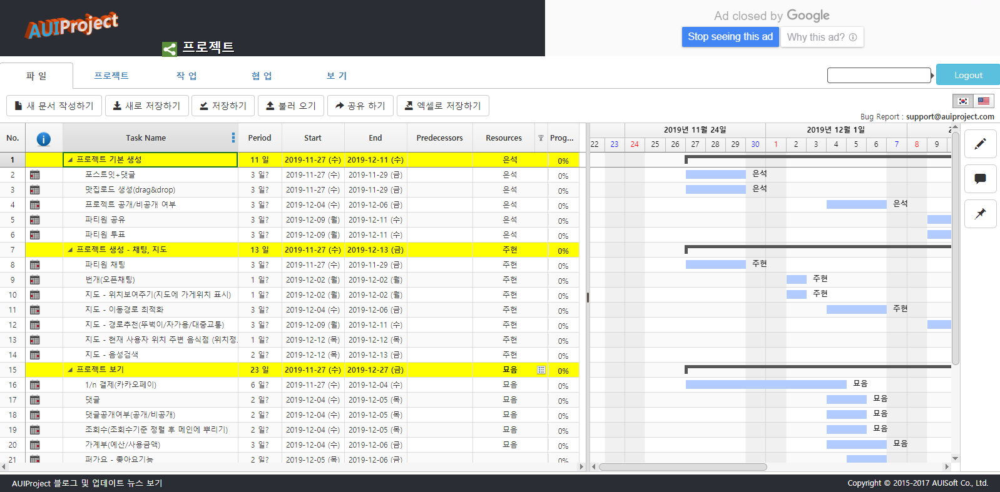 AUIProject
프로젝트
Ad closed by Google
Stop seeing this ad
Why this ad?
파 일 프로젝트 작 업 협 업 보 기
Logout
새 문서 작성하기 새로 저장하기 저장하기 불러 오기 공유 하기 엑셀로 저장하기
Bug Report : support@auiproject.com
No. Task Name Period Start End Predecessors Resources Prog...
2019년 11월 24일 2019년 12월 1일 2
22 23 24 25 26 27 28 29 30 1 2 3 4 5 6 7 8 9
1 프로젝트 기본 생성 11 일 2019-11-27 (수) 2019-12-11 (수) 은석 0%
2 포스트잇+댓글 3 일? 2019-11-27 (수) 2019-11-29 (금) 은석 0% 은석
3 맛집로드 생성(drag&drop) 3 일? 2019-11-27 (수) 2019-11-29 (금) 은석 0% 은석
4 프로젝트 공개/비공개 여부 3 일? 2019-12-04 (수) 2019-12-06 (금) 은석 0% 은석
5 파티원 공유 3 일? 2019-12-09 (월) 2019-12-11 (수) 은석 0%
6 파티원 투표 3 일? 2019-12-09 (월) 2019-12-11 (수) 은석 0%
7 프로젝트 생성 - 채팅, 지도 13 일 2019-11-27 (수) 2019-12-13 (금) 주현 0%
8 파티원 채팅 3 일? 2019-11-27 (수) 2019-11-29 (금) 주현 0% 주현
9 번개(오픈채팅) 1 일? 2019-12-02 (월) 2019-12-02 (월) 주현 0% 주현
10 지도 - 위치보여주기(지도에 가게위치 표시) 1 일? 2019-12-02 (월) 2019-12-02 (월) 주현 0% 주현
11 지도 - 이동경로 최적화 3 일? 2019-12-04 (수) 2019-12-06 (금) 주현 0% 주현
12 지도 - 경로추천(뚜벅이/자가용/대중교통) 3 일? 2019-12-09 (월) 2019-12-11 (수) 주현 0%
13 지도 - 현재 사용자 위치 주변 음식점 (위치정. 1 일? 2019-12-12 (목) 2019-12-12 (목) 주현 0%
14 지도 - 음성검색 2 일? 2019-12-12 (목) 2019-12-13 (금) 주현 0%
15 프로젝트 보기 23 일 2019-11-27 (수) 2019-12-27 (금) 묘음 0%
16 1/n 결제(카카오페이) 6 일? 2019-11-27 (수) 2019-12-04 (수) 묘음 0% 묘음
17 댓글 2 일? 2019-12-04 (수) 2019-12-05 (목) 묘음 0% 묘음
18 댓글공개여부(공개/비공개) 2 일? 2019-12-04 (수) 2019-12-05 (목) 묘음 0% 묘음
19 조회수(조회수기준 정렬 후 메인에 뿌리기) 2 일? 2019-12-04 (수) 2019-12-05 (목) 묘음 0% 묘음
20 가계부(예산/사용금액) 3 일? 2019-12-04 (수) 2019-12-06 (금) 묘음 0% 묘음
21 퍼가요 - 좋아요기능 2 일? 2019-12-05 (목) 2019-12-06 (금) 0%
AUIProject 블로그 및 업데이트 뉴스 보기
Copyright © 2015-2017 AUISoft Co., Ltd.